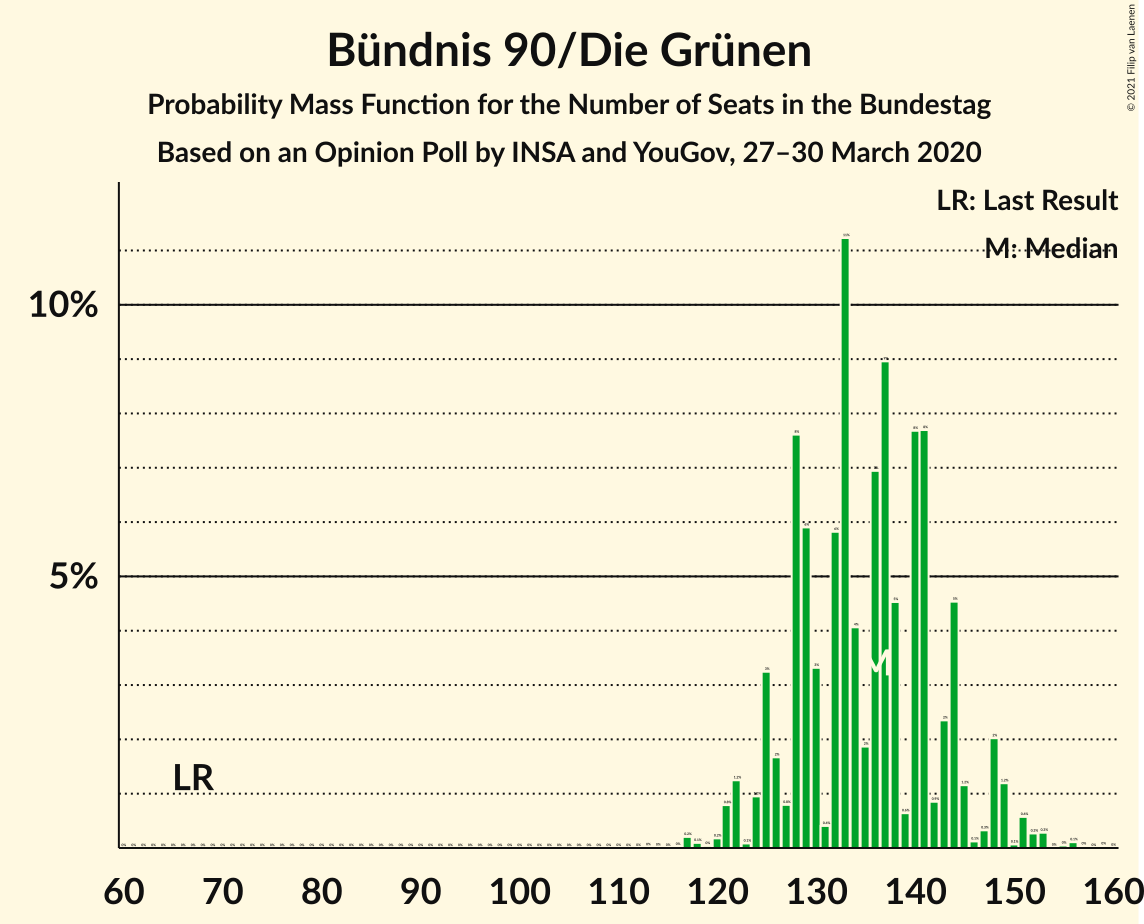 Bündnis 90/Die Grünen
Probability Mass Function for the Number of Seats in the Bundestag
Based on an Opinion Poll by INSA and YouGov, 27–30 March 2020
© 2021 Filip van Laenen
LR: Last Result
M: Median
10%
5%
LR
M
60 70 80 90 100 110 120 130 140 150 160